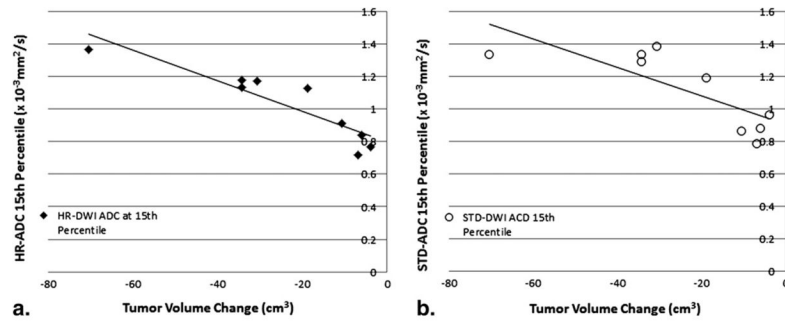 HR-ADC 15th Percentile (x 10⁻³mm²/s)
1.6
1.4
1.2
1
0.8
0.6
0.4
0.2
0
◆ HR-DWI ADC at 15th
Percentile
-80
-60
-40
-20
0
Tumor Volume Change (cm³)
a.
STD-ADC 15th Percentile (x 10⁻³mm²/s)
1.6
1.4
1.2
1
0.8
0.6
0.4
0.2
0
○ STD-DWI ACD 15th
Percentile
-80
-60
-40
-20
0
Tumor Volume Change (cm³)
b.